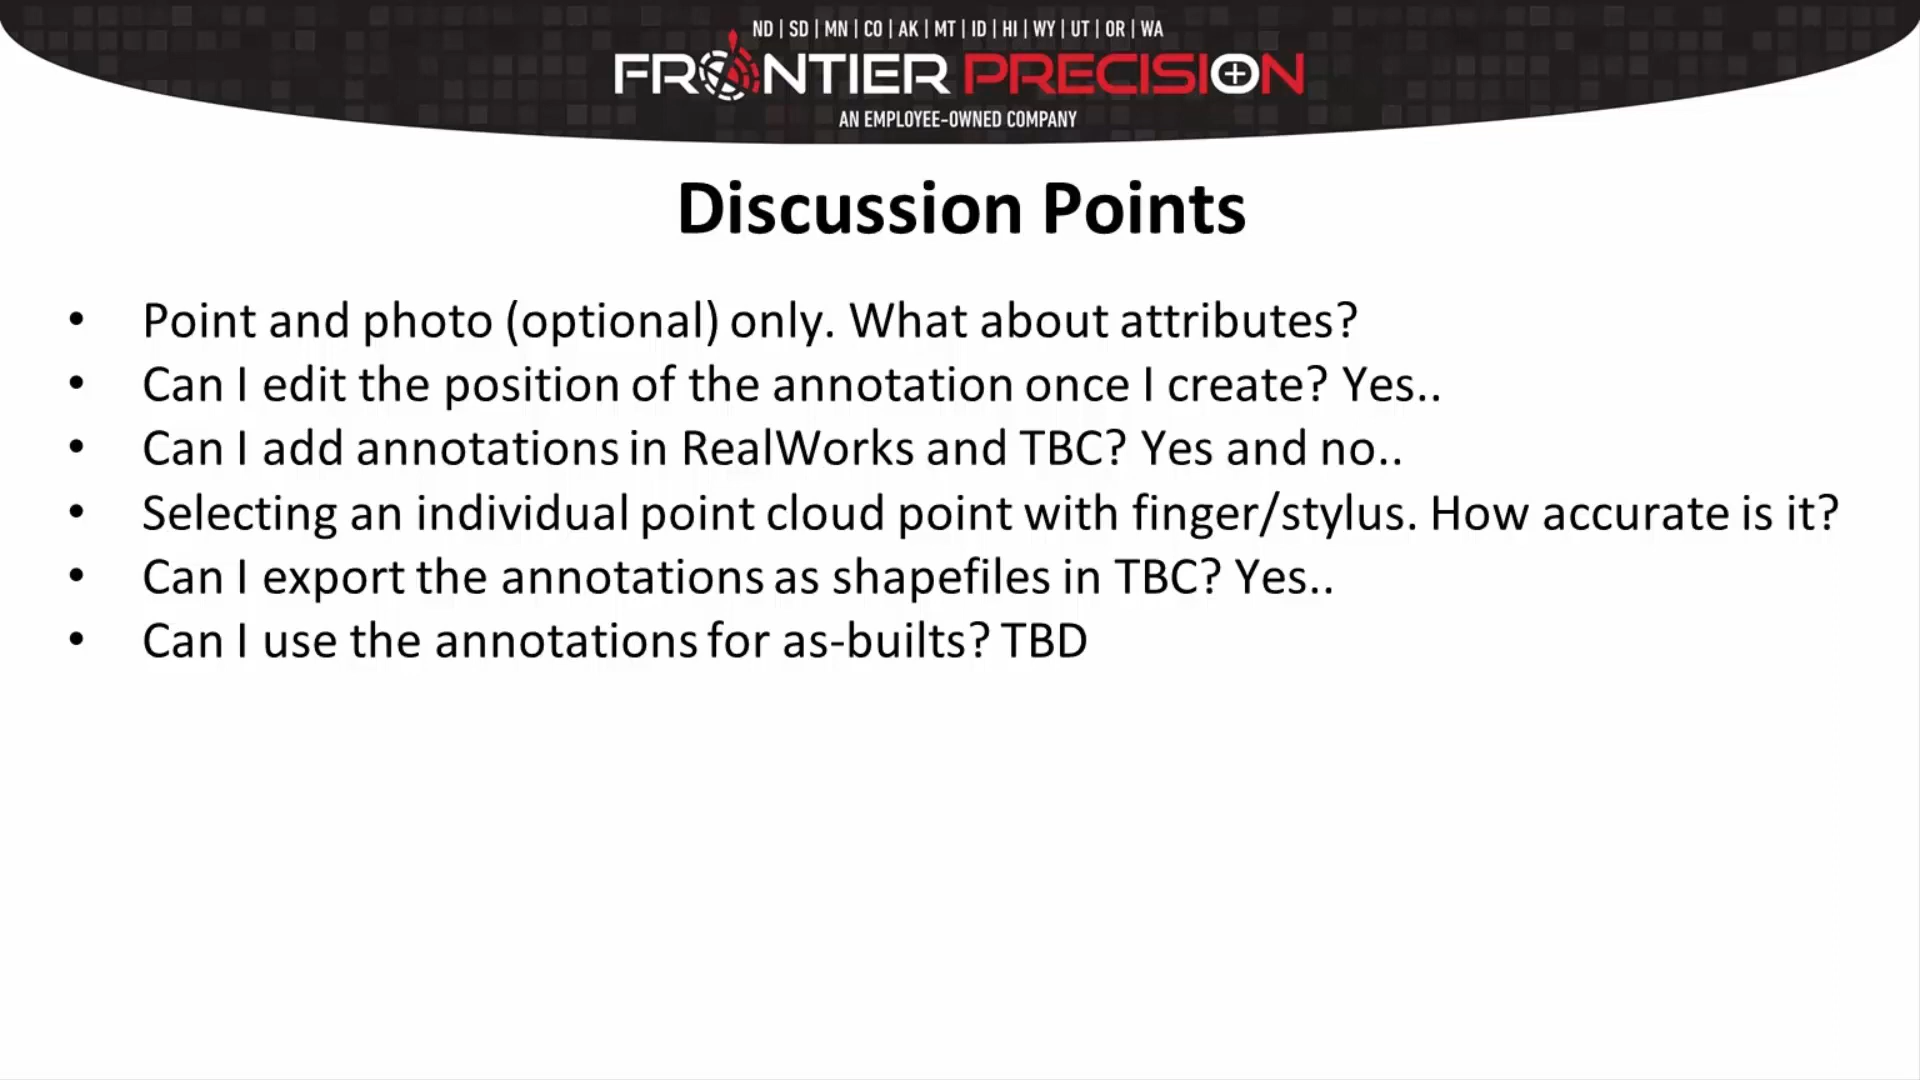 ND | SD | MN | CO | AK | MT | ID | HI | WY | UT | OR | WA
FRONTIER PRECISION
AN EMPLOYEE-OWNED COMPANY
Discussion Points
• Point and photo (optional) only. What about attributes?
• Can I edit the position of the annotation once I create? Yes..
• Can I add annotations in RealWorks and TBC? Yes and no..
• Selecting an individual point cloud point with finger/stylus. How accurate is it?
• Can I export the annotations as shapefiles in TBC? Yes..
• Can I use the annotations for as-builts? TBD